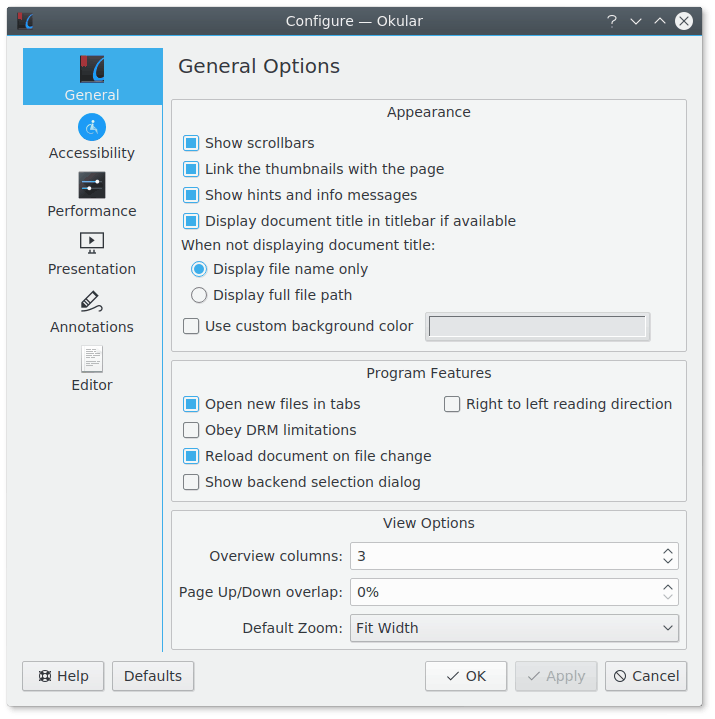 Configure — Okular
General
Accessibility
Performance
Presentation
Annotations
Editor
General Options
Appearance
Show scrollbars
Link the thumbnails with the page
Show hints and info messages
Display document title in titlebar if available
When not displaying document title:
Display file name only
Display full file path
Use custom background color
Program Features
Open new files in tabs
Right to left reading direction
Obey DRM limitations
Reload document on file change
Show backend selection dialog
View Options
Overview columns: 3
Page Up/Down overlap: 0%
Default Zoom: Fit Width
Help Defaults OK Apply Cancel